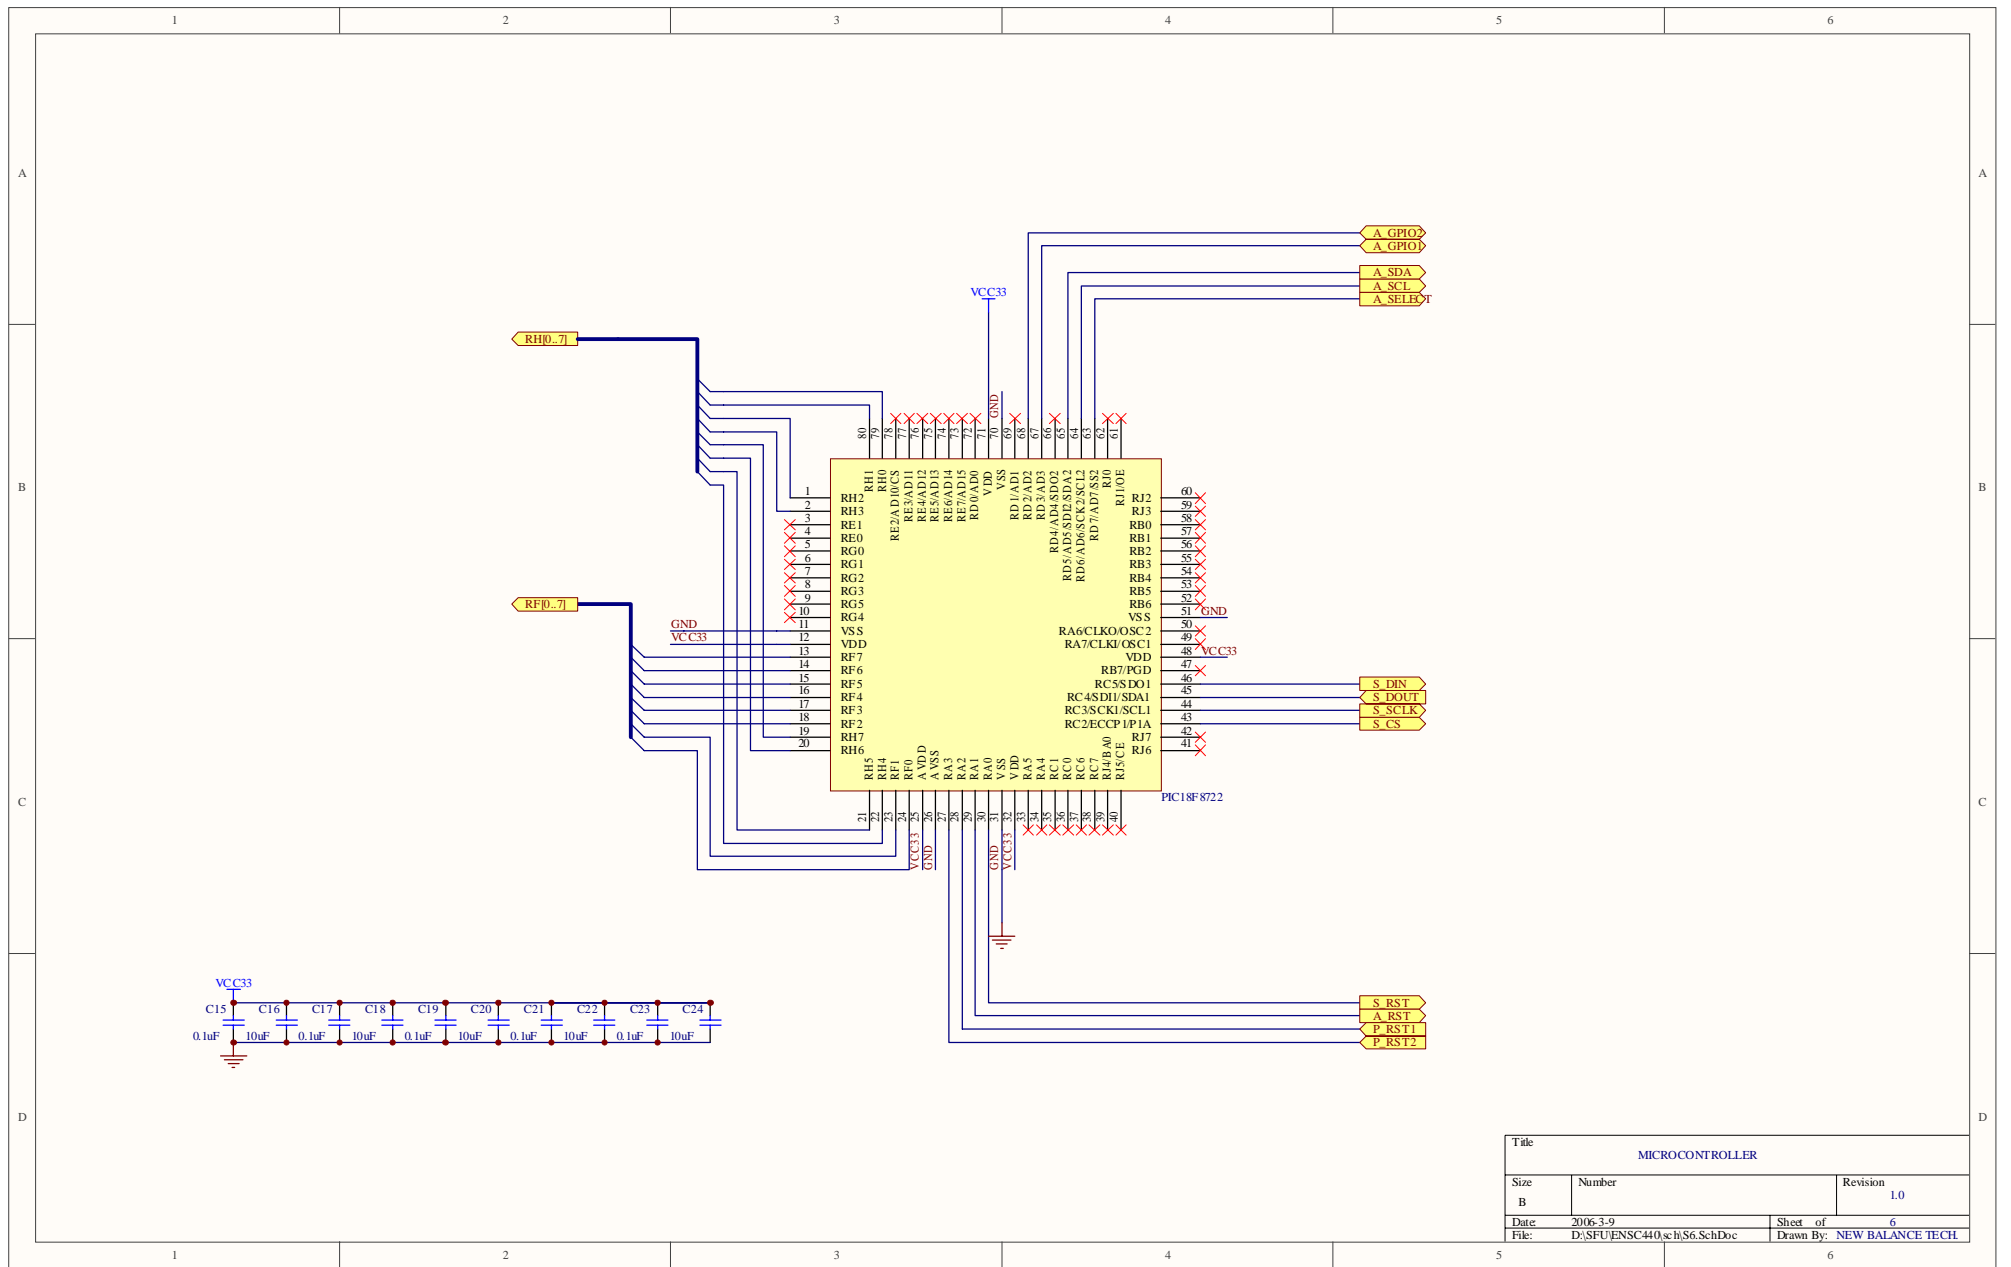 1 2 3 4 5 6
A A
A_GPIO2
A_GPIO1
A_SDA
A_SCL
A_SELECT
VCC33
RH[0..7]
GND
80 79 78 77 76 75 74 73 72 71 70 69 68 67 66 65 64 63 62 61
RH1 RH0 RE2/AD10/CS RE3/AD11 RE4/AD12 RE5/AD13 RE6/AD14 RE7/AD15 RD0/AD0 VDD VSS RD1/AD1 RD2/AD2 RD3/AD3 RD4/AD4/SDO2 RD5/AD5/SDI2/SDA2 RD6/AD6/SCK2/SCL2 RD7/AD7/SS2 RJ0 RJ1/OE
B B
1 RH2 RJ2 60
2 RH3 RJ3 59
3 RE1 RB0 58
4 RE0 RB1 57
5 RG0 RB2 56
6 RG1 RB3 55
7 RG2 RB4 54
8 RG3 RB5 53
RF[0..7]
9 RG5 RB6 52
10 RG4 VSS 51 GND
GND 11 VSS RA6/CLKO/OSC2 50
VCC33 12 VDD RA7/CLKI/OSC1 49
13 RF7 VDD 48 VCC33
14 RF6 RB7/PGD 47
15 RF5 RC5/SDO1 46 S_DIN
16 RF4 RC4/SDI1/SDA1 45 S_DOUT
17 RF3 RC3/SCK1/SCL1 44 S_SCLK
18 RF2 RC2/ECCP1/P1A 43 S_CS
19 RH7 RJ7 42
20 RH6 RJ6 41
RH5 RH4 RF1 RF0 AVDD AVSS RA3 RA2 RA1 RA0 VSS VDD RA5 RA4 RC1 RC0 RC6 RC7 RJ4/BA0 RJ5/CE
C C
PIC18F8722
21 22 23 24 25 26 27 28 29 30 31 32 33 34 35 36 37 38 39 40
VCC33 GND GND VCC33
VCC33
S_RST
A_RST
P_RST1
P_RST2
C15 C16 C17 C18 C19 C20 C21 C22 C23 C24
0.1uF 10uF 0.1uF 10uF 0.1uF 10uF 0.1uF 10uF 0.1uF 10uF
D D
Title
MICROCONTROLLER
Size Number Revision
B 1.0
Date: 2006-3-9 Sheet of 6
File: D:\SFU\ENSC440\sch\S6.SchDoc Drawn By: NEW BALANCE TECH.
1 2 3 4 5 6